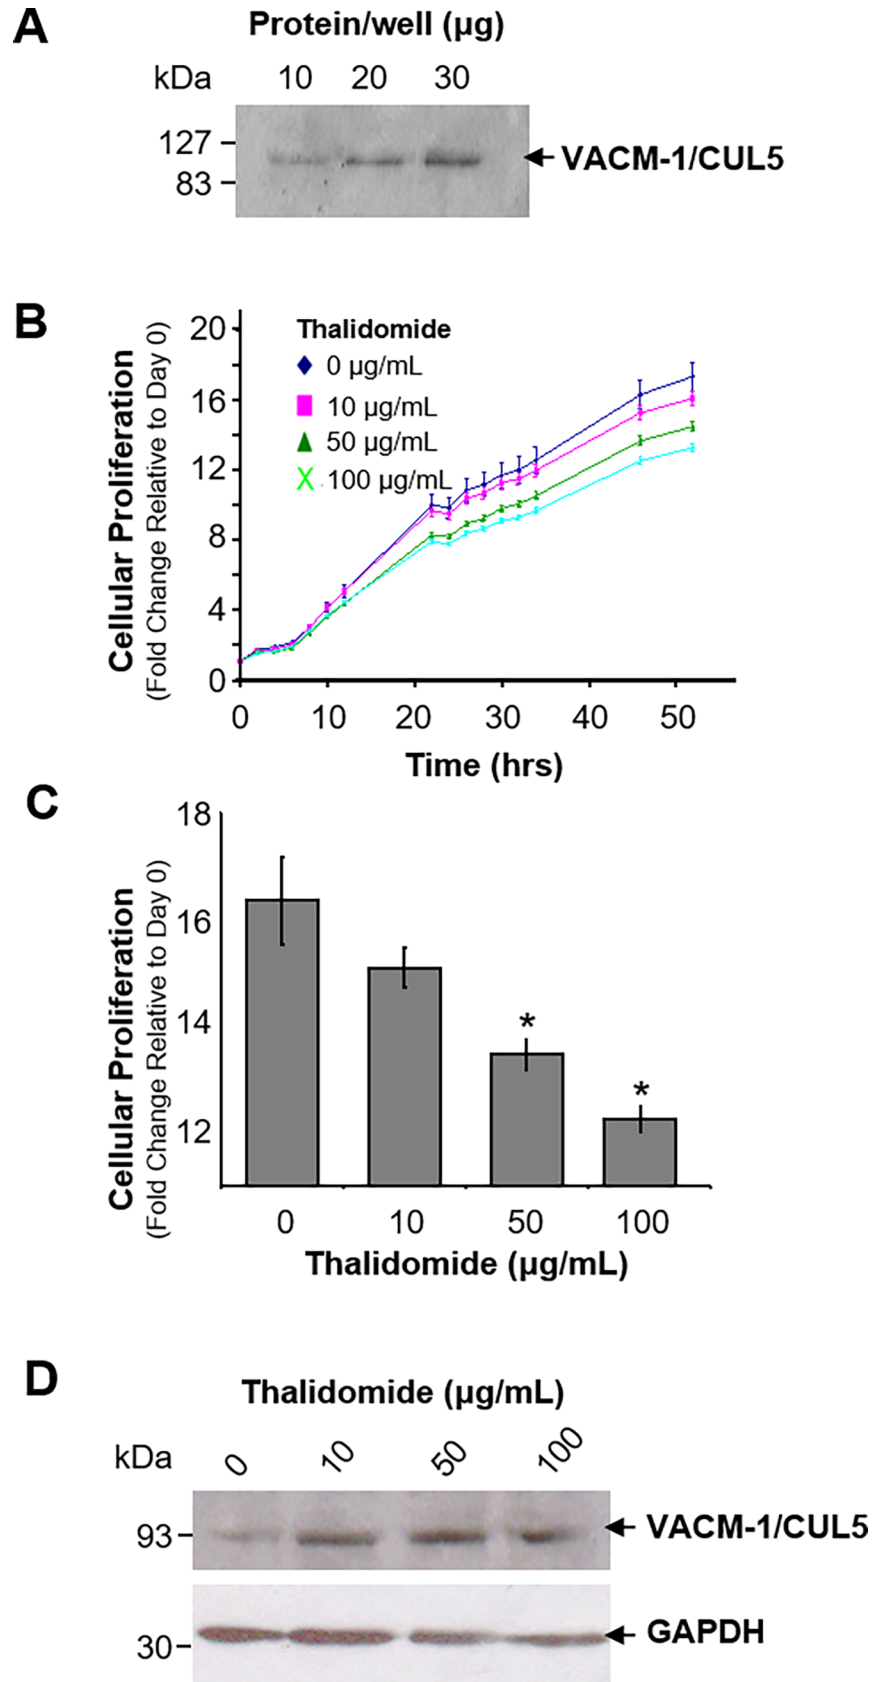 A
Protein/well (µg)
kDa 10 20 30
127
83
VACM-1/CUL5
B
Cellular Proliferation
(Fold Change Relative to Day 0)
20
16
12
8
4
0
Thalidomide
0 µg/mL
10 µg/mL
50 µg/mL
100 µg/mL
0 10 20 30 40 50
Time (hrs)
C
Cellular Proliferation
(Fold Change Relative to Day 0)
18
16
14
12
*
*
0 10 50 100
Thalidomide (µg/mL)
D
Thalidomide (µg/mL)
kDa 0 10 50 100
93
VACM-1/CUL5
30
GAPDH